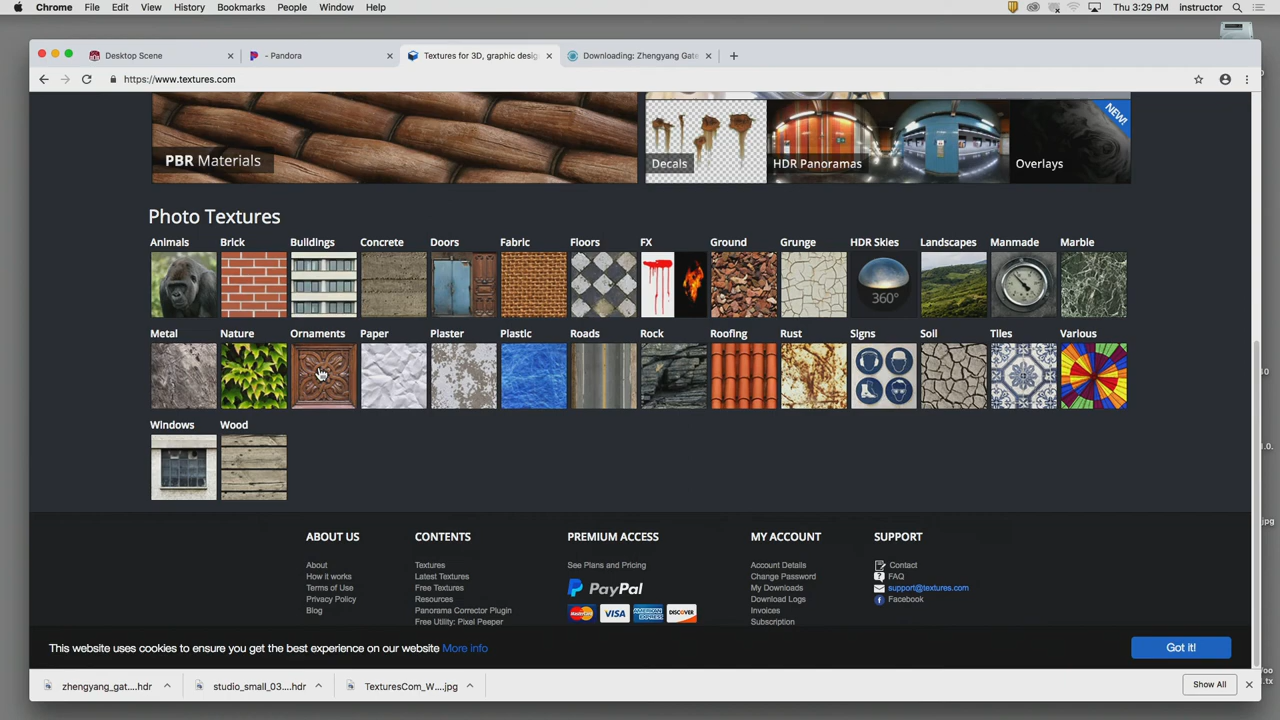 Chrome File Edit View History Bookmarks People Window Help Thu 3:29 PM instructor
Desktop Scene - Pandora Textures for 3D, graphic desig Downloading: Zhengyang Gate
https://www.textures.com
NEW!
PBR Materials Decals HDR Panoramas Overlays
Photo Textures
Animals Brick Buildings Concrete Doors Fabric Floors FX Ground Grunge HDR Skies Landscapes Manmade Marble
360°
Metal Nature Ornaments Paper Plaster Plastic Roads Rock Roofing Rust Signs Soil Tiles Various
Windows Wood
ABOUT US CONTENTS PREMIUM ACCESS MY ACCOUNT SUPPORT
About Textures See Plans and Pricing Account Details Contact
How it works Latest Textures Change Password FAQ
Terms of Use Free Textures PayPal My Downloads support@textures.com
Privacy Policy Resources Download Logs Facebook
Blog Panorama Corrector Plugin MasterCard VISA AMERICAN EXPRESS DISCOVER Invoices
Free Utility: Pixel Peeper Subscription
This website uses cookies to ensure you get the best experience on our website More info Got it!
zhengyang_gat....hdr studio_small_03....hdr TexturesCom_W....jpg Show All